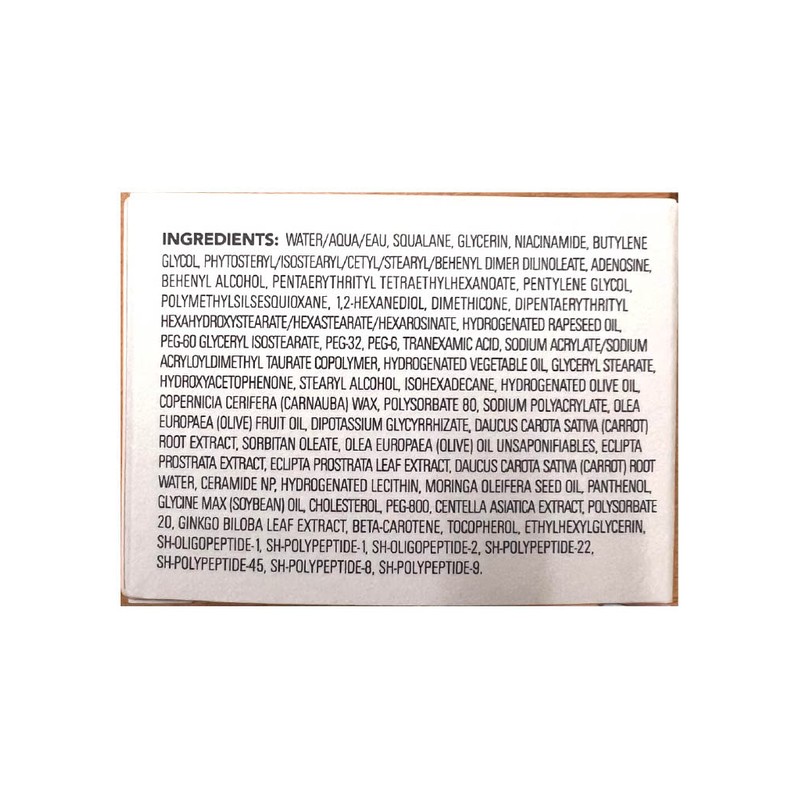 INGREDIENTS: WATER/AQUA/EAU, SQUALANE, GLYCERIN, NIACINAMIDE, BUTYLENE
GLYCOL, PHYTOSTERYL/ISOSTEARYL/CETYL/STEARYL/BEHENYL DIMER DILINOLEATE, ADENOSINE,
BEHENYL ALCOHOL, PENTAERYTHRITYL TETRAETHYLHEXANOATE, PENTYLENE GLYCOL,
POLYMETHYLSILSESQUIOXANE, 1,2-HEXANEDIOL, DIMETHICONE, DIPENTAERYTHRITYL
HEXAHYDROXYSTEARATE/HEXASTEARATE/HEXAROSINATE, HYDROGENATED RAPESEED OIL,
PEG-60 GLYCERYL ISOSTEARATE, PEG-32, PEG-6, TRANEXAMIC ACID, SODIUM ACRYLATE/SODIUM
ACRYLOYLDIMETHYL TAURATE COPOLYMER, HYDROGENATED VEGETABLE OIL, GLYCERYL STEARATE,
HYDROXYACETOPHENONE, STEARYL ALCOHOL, ISOHEXADECANE, HYDROGENATED OLIVE OIL,
COPERNICIA CERIFERA (CARNAUBA) WAX, POLYSORBATE 80, SODIUM POLYACRYLATE, OLEA
EUROPAEA (OLIVE) FRUIT OIL, DIPOTASSIUM GLYCYRRHIZATE, DAUCUS CAROTA SATIVA (CARROT)
ROOT EXTRACT, SORBITAN OLEATE, OLEA EUROPAEA (OLIVE) OIL UNSAPONIFIABLES, ECLIPTA
PROSTRATA EXTRACT, ECLIPTA PROSTRATA LEAF EXTRACT, DAUCUS CAROTA SATIVA (CARROT) ROOT
WATER, CERAMIDE NP, HYDROGENATED LECITHIN, MORINGA OLEIFERA SEED OIL, PANTHENOL,
GLYCINE MAX (SOYBEAN) OIL, CHOLESTEROL, PEG-800, CENTELLA ASIATICA EXTRACT, POLYSORBATE
20, GINKGO BILOBA LEAF EXTRACT, BETA-CAROTENE, TOCOPHEROL, ETHYLHEXYLGLYCERIN,
SH-OLIGOPEPTIDE-1, SH-POLYPEPTIDE-1, SH-OLIGOPEPTIDE-2, SH-POLYPEPTIDE-22,
SH-POLYPEPTIDE-45, SH-POLYPEPTIDE-8, SH-POLYPEPTIDE-9.